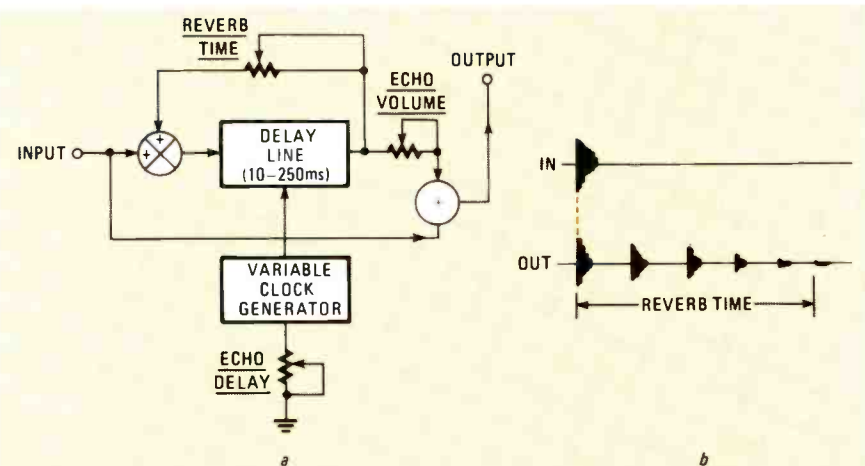 REVERB
TIME
OUTPUT
ECHO
VOLUME
INPUT
+
+
DELAY
LINE
(10–250ms)
+
VARIABLE
CLOCK
GENERATOR
ECHO
DELAY
a
IN
OUT
REVERB TIME
b